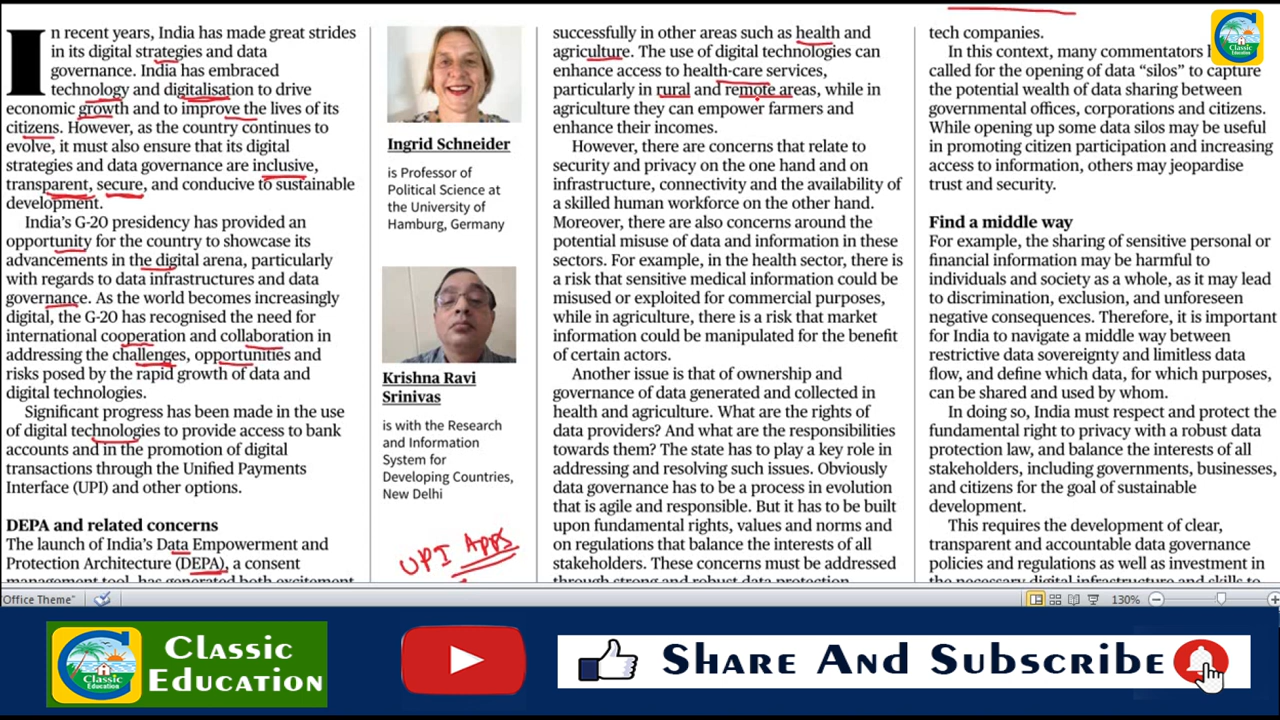 In recent years, India has made great strides
in its digital strategies and data
governance. India has embraced
technology and digitalisation to drive
economic growth and to improve the lives of its
citizens. However, as the country continues to
evolve, it must also ensure that its digital
strategies and data governance are inclusive,
transparent, secure, and conducive to sustainable
development.
India's G-20 presidency has provided an
opportunity for the country to showcase its
advancements in the digital arena, particularly
with regards to data infrastructures and data
governance. As the world becomes increasingly
digital, the G-20 has recognised the need for
international cooperation and collaboration in
addressing the challenges, opportunities and
risks posed by the rapid growth of data and
digital technologies.
Significant progress has been made in the use
of digital technologies to provide access to bank
accounts and in the promotion of digital
transactions through the Unified Payments
Interface (UPI) and other options.
DEPA and related concerns
The launch of India's Data Empowerment and
Protection Architecture (DEPA), a consent
management tool, has generated both excitement
Ingrid Schneider
is Professor of
Political Science at
the University of
Hamburg, Germany
Krishna Ravi
Srinivas
is with the Research
and Information
System for
Developing Countries,
New Delhi
UPI Apps
successfully in other areas such as health and
agriculture. The use of digital technologies can
enhance access to health-care services,
particularly in rural and remote areas, while in
agriculture they can empower farmers and
enhance their incomes.
However, there are concerns that relate to
security and privacy on the one hand and on
infrastructure, connectivity and the availability of
a skilled human workforce on the other hand.
Moreover, there are also concerns around the
potential misuse of data and information in these
sectors. For example, in the health sector, there is
a risk that sensitive medical information could be
misused or exploited for commercial purposes,
while in agriculture, there is a risk that market
information could be manipulated for the benefit
of certain actors.
Another issue is that of ownership and
governance of data generated and collected in
health and agriculture. What are the rights of
data providers? And what are the responsibilities
towards them? The state has to play a key role in
addressing and resolving such issues. Obviously
data governance has to be a process in evolution
that is agile and responsible. But it has to be built
upon fundamental rights, values and norms and
on regulations that balance the interests of all
stakeholders. These concerns must be addressed
through strong and robust data protection
tech companies.
In this context, many commentators
called for the opening of data “silos” to capture
the potential wealth of data sharing between
governmental offices, corporations and citizens.
While opening up some data silos may be useful
in promoting citizen participation and increasing
access to information, others may jeopardise
trust and security.
Find a middle way
For example, the sharing of sensitive personal or
financial information may be harmful to
individuals and society as a whole, as it may lead
to discrimination, exclusion, and unforeseen
negative consequences. Therefore, it is important
for India to navigate a middle way between
restrictive data sovereignty and limitless data
flow, and define which data, for which purposes,
can be shared and used by whom.
In doing so, India must respect and protect the
fundamental right to privacy with a robust data
protection law, and balance the interests of all
stakeholders, including governments, businesses,
and citizens for the goal of sustainable
development.
This requires the development of clear,
transparent and accountable data governance
policies and regulations as well as investment in
the necessary digital infrastructure and skills to
Classic
Education
"Office Theme"
130%
Classic
Education
Classic
Education
Share And Subscribe